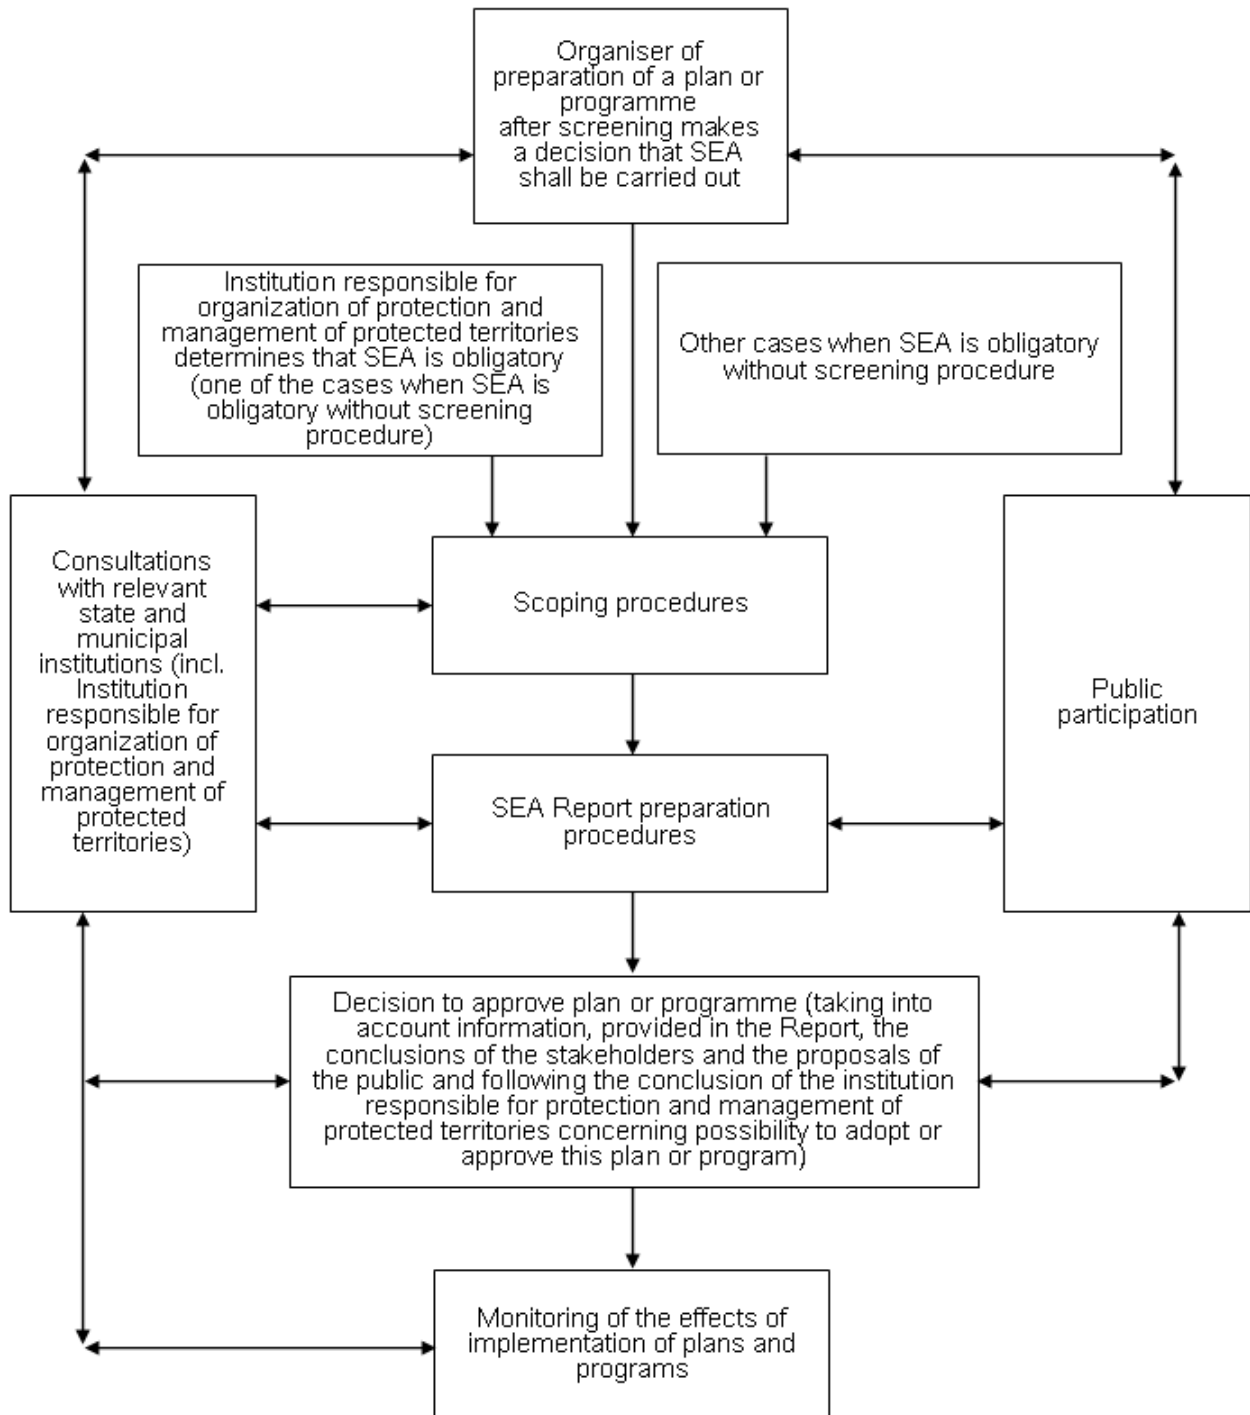 Organiser of
preparation of a plan or
programme
after screening makes
a decision that SEA
shall be carried out
Institution responsible for
organization of protection and
management of protected territories
determines that SEA is obligatory
(one of the cases when SEA is
obligatory without screening
procedure)
Other cases when SEA is obligatory
without screening procedure
Consultations
with relevant
state and
municipal
institutions (incl.
Institution
responsible for
organization of
protection and
management of
protected
territories)
Scoping procedures
Public
participation
SEA Report preparation
procedures
Decision to approve plan or programme (taking into
account information, provided in the Report, the
conclusions of the stakeholders and the proposals of
the public and following the conclusion of the institution
responsible for protection and management of
protected territories concerning possibility to adopt or
approve this plan or program)
Monitoring of the effects of
implementation of plans and
programs